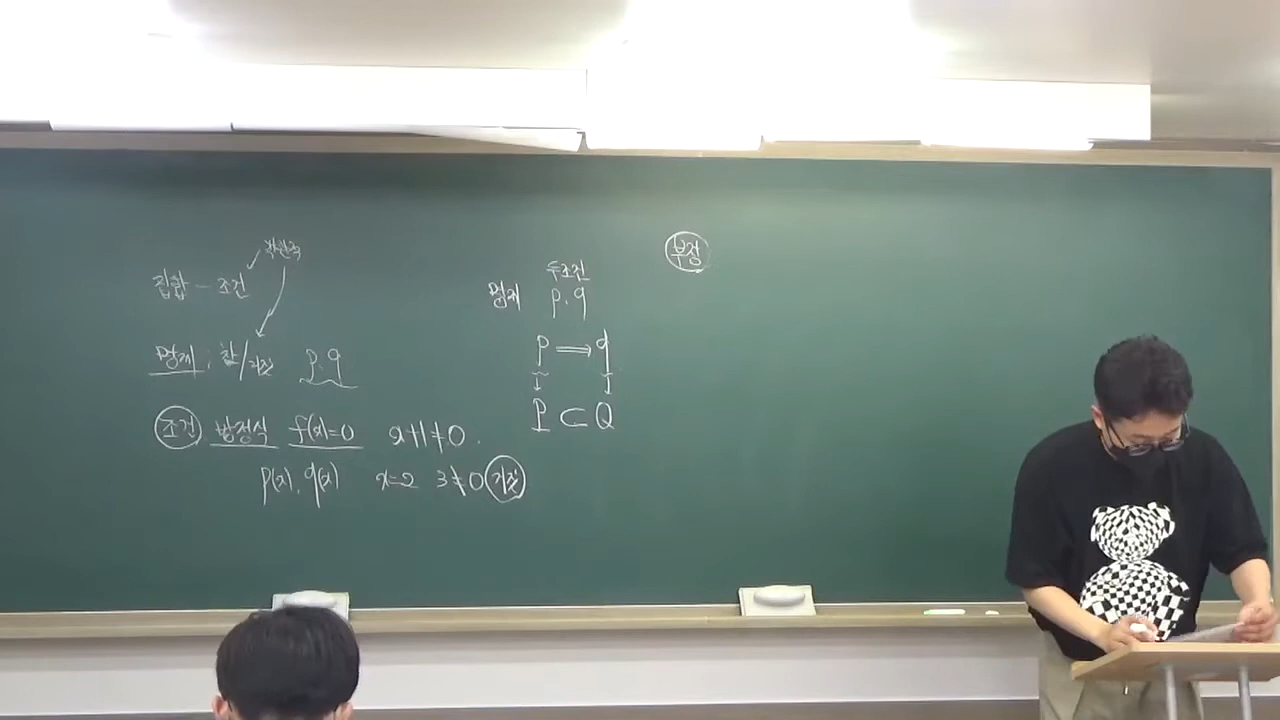 집합 - 조건
명제 : 참/거짓 p, q
조건 방정식 f(x)=0 x+1≠0.
p(x), q(x) x=2 3≠0 거짓
두조건
명제 p, q
p ⟹ q
↓ ↓
P ⊂ Q
부정